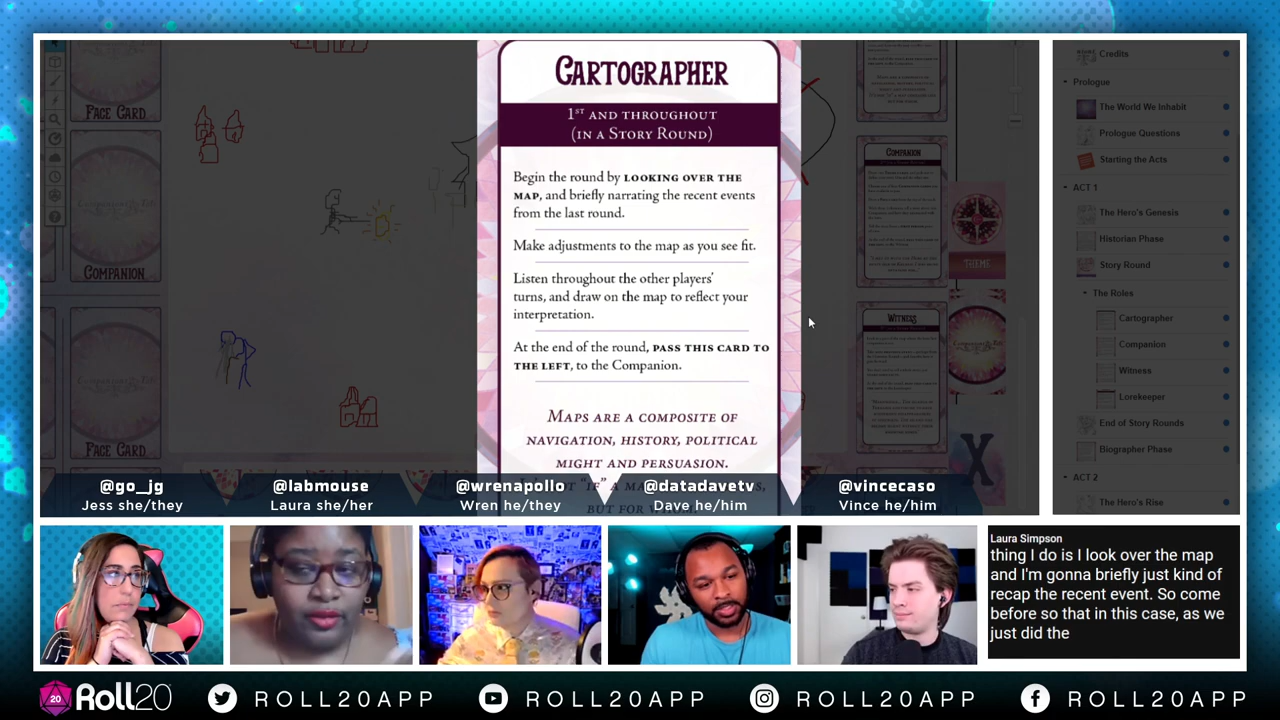 CARTOGRAPHER
1ST AND THROUGHOUT
(IN A STORY ROUND)
Begin the round by LOOKING OVER THE
MAP, and briefly narrating the recent events
from the last round.
Make adjustments to the map as you see fit.
Listen throughout the other players'
turns, and draw on the map to reflect your
interpretation.
At the end of the round, PASS THIS CARD TO
THE LEFT, to the Companion.
MAPS ARE A COMPOSITE OF
NAVIGATION, HISTORY, POLITICAL
MIGHT AND PERSUASION.
FACE CARD
COMPANION
FACE CARD
COMPANION
WITNESS
THEME
X
Credits
Prologue
The World We Inhabit
Prologue Questions
Starting the Acts
ACT 1
The Hero's Genesis
Historian Phase
Story Round
The Roles
Cartographer
Companion
Witness
Lorekeeper
End of Story Rounds
Biographer Phase
ACT 2
The Hero's Rise
@go_jg
Jess she/they
@labmouse
Laura she/her
@wrenapollo
Wren he/they
@datadavetv
Dave he/him
@vincecaso
Vince he/him
Laura Simpson
thing I do is I look over the map
and I'm gonna briefly just kind of
recap the recent event. So come
before so that in this case, as we
just did the
20 Roll20
ROLL20APP
ROLL20APP
ROLL20APP
ROLL20APP